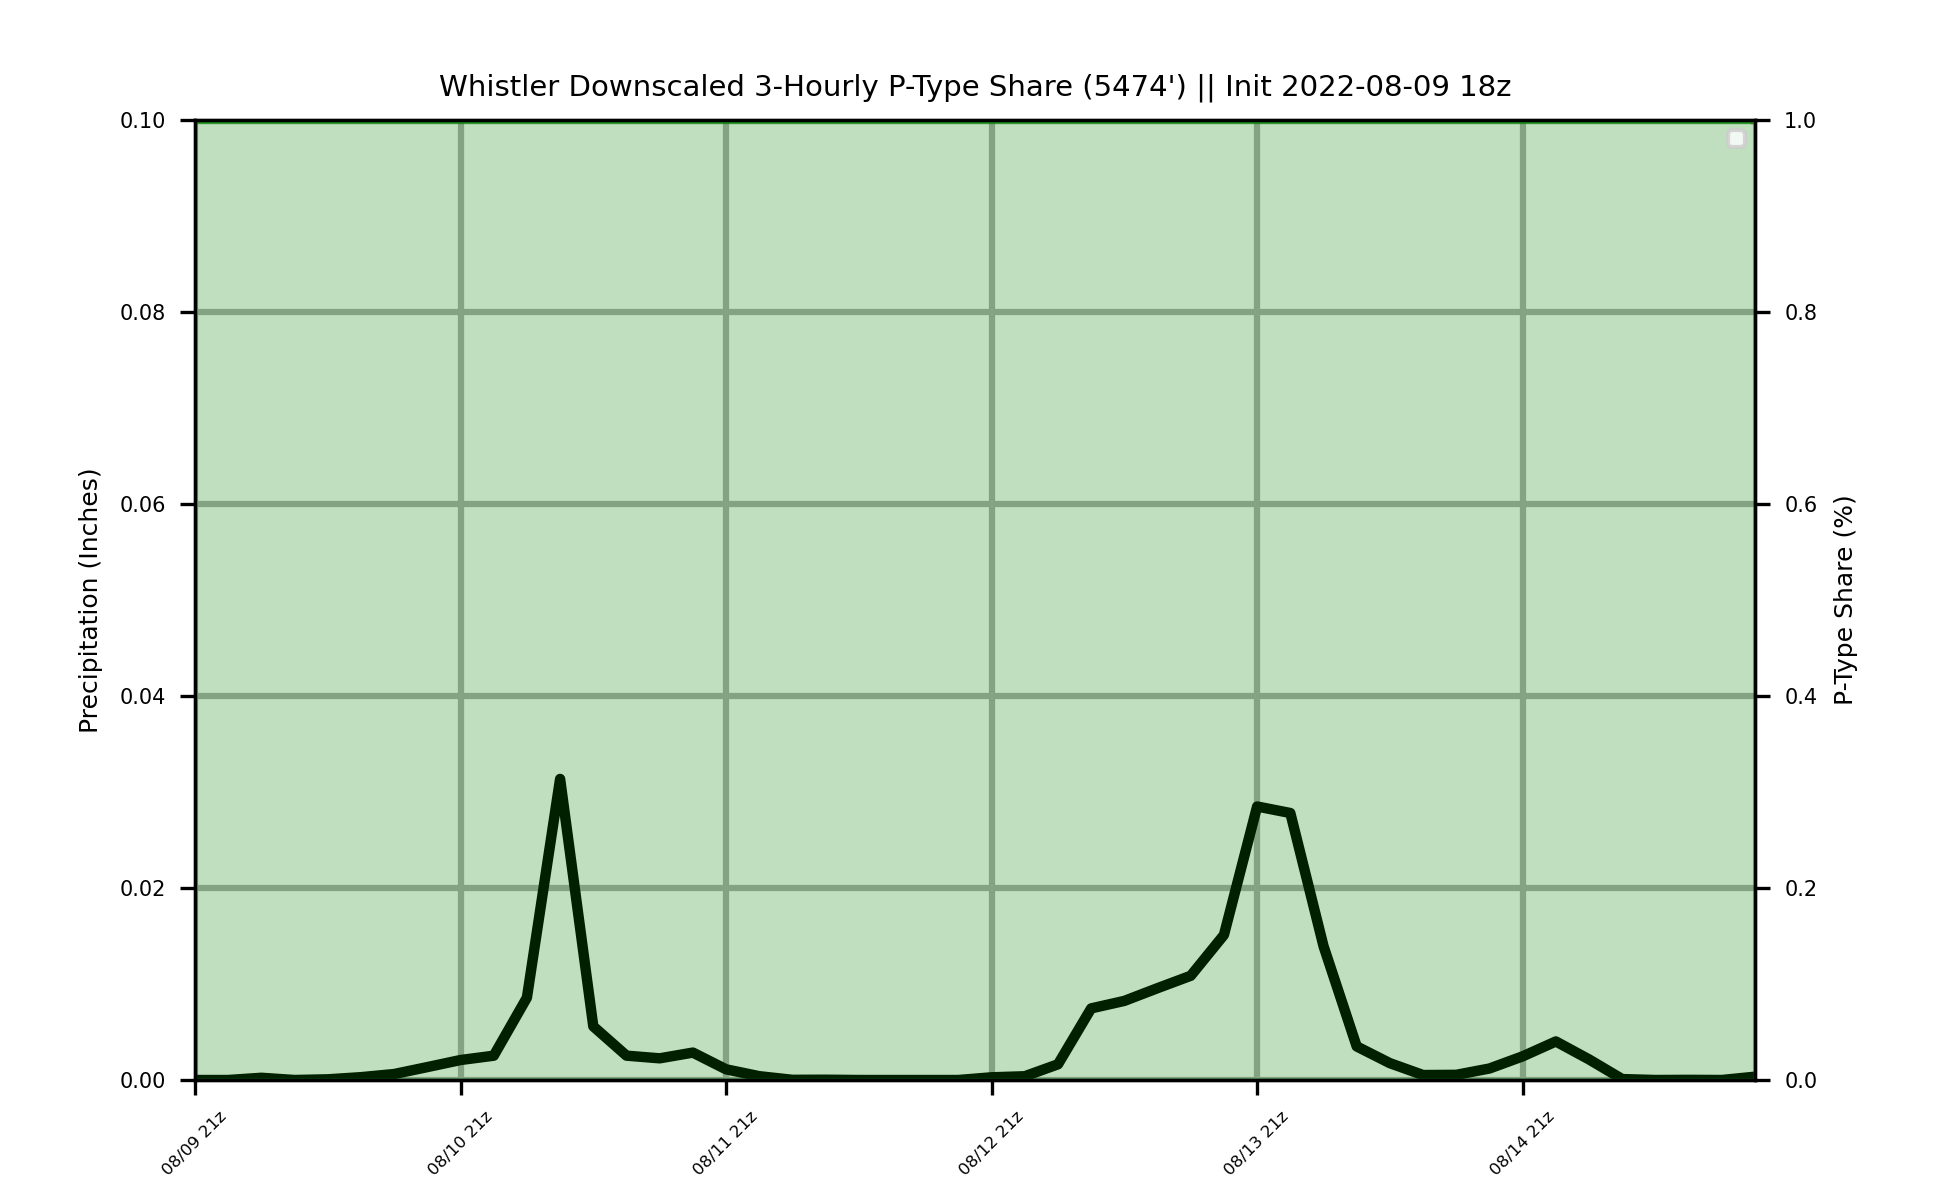 Whistler Downscaled 3-Hourly P-Type Share (5474') || Init 2022-08-09 18z
0.10
0.08
0.06
0.04
0.02
0.00
Precipitation (Inches)
1.0
0.8
0.6
0.4
0.2
0.0
P-Type Share (%)
08/09 21z
08/10 21z
08/11 21z
08/12 21z
08/13 21z
08/14 21z